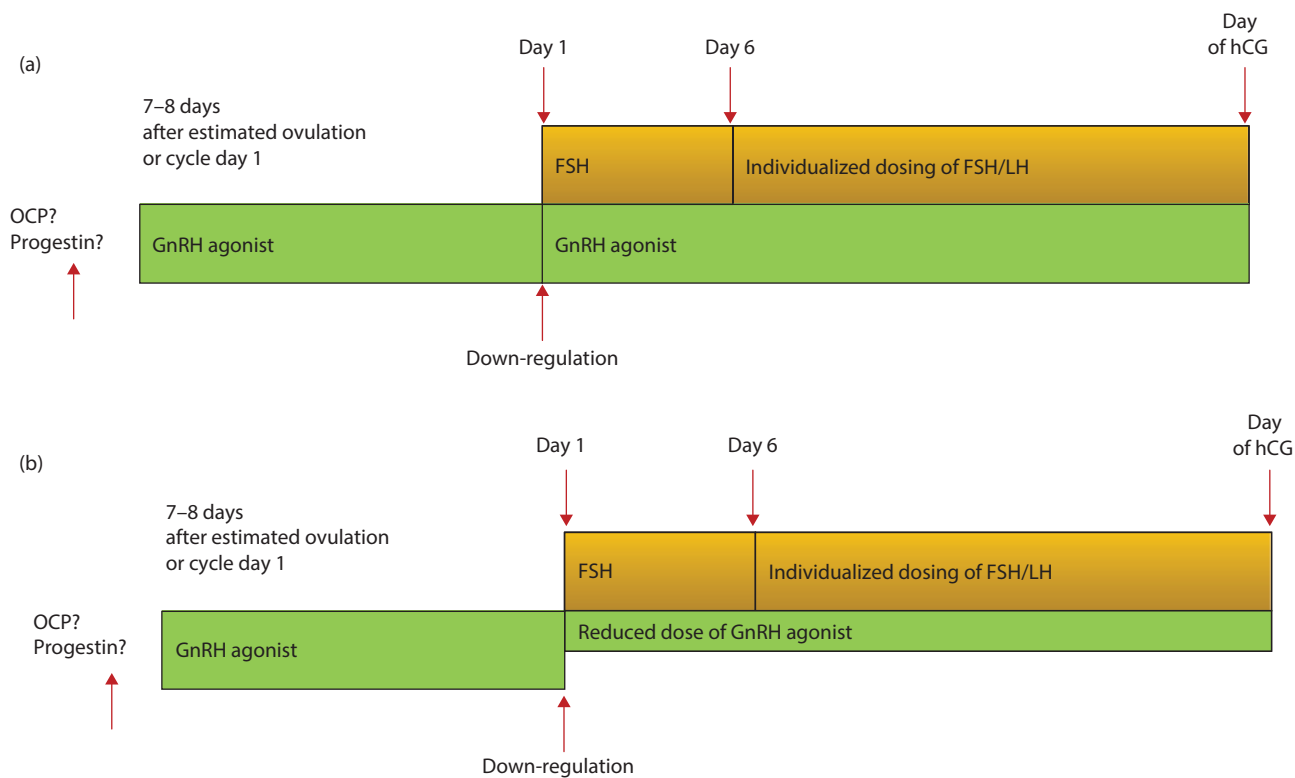 (a)
Day 1
Day 6
Day
of hCG
7–8 days
after estimated ovulation
or cycle day 1
FSH
Individualized dosing of FSH/LH
OCP?
Progestin?
GnRH agonist
GnRH agonist
Down-regulation
(b)
Day 1
Day 6
Day
of hCG
7–8 days
after estimated ovulation
or cycle day 1
FSH
Individualized dosing of FSH/LH
OCP?
Progestin?
GnRH agonist
Reduced dose of GnRH agonist
Down-regulation